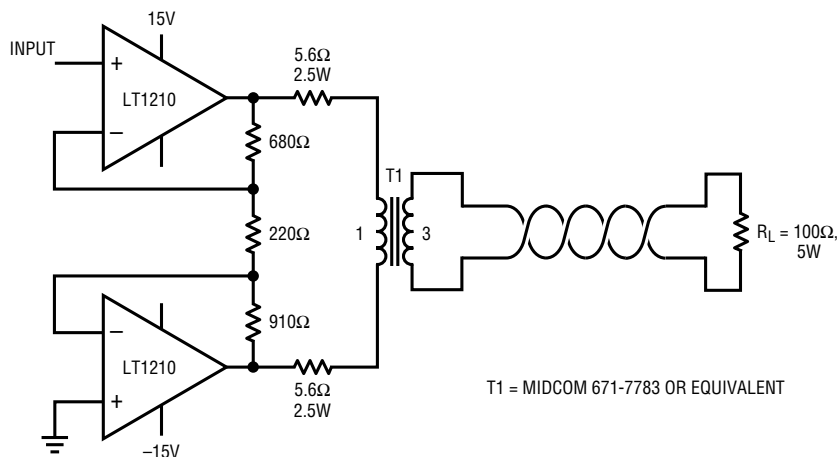 15V
INPUT
+
LT1210
–
5.6Ω
2.5W
680Ω
T1
1
3
220Ω
RL = 100Ω,
5W
–
910Ω
LT1210
+
5.6Ω
2.5W
–15V
T1 = MIDCOM 671-7783 OR EQUIVALENT